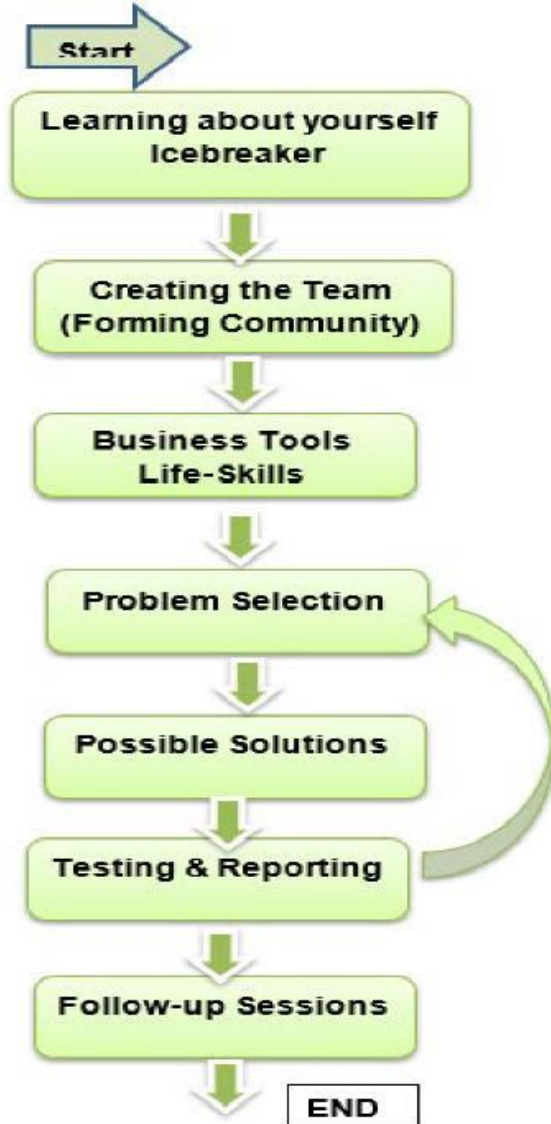 Start
Learning about yourself
Icebreaker
Creating the Team
(Forming Community)
Business Tools
Life-Skills
Problem Selection
Possible Solutions
Testing & Reporting
Follow-up Sessions
END